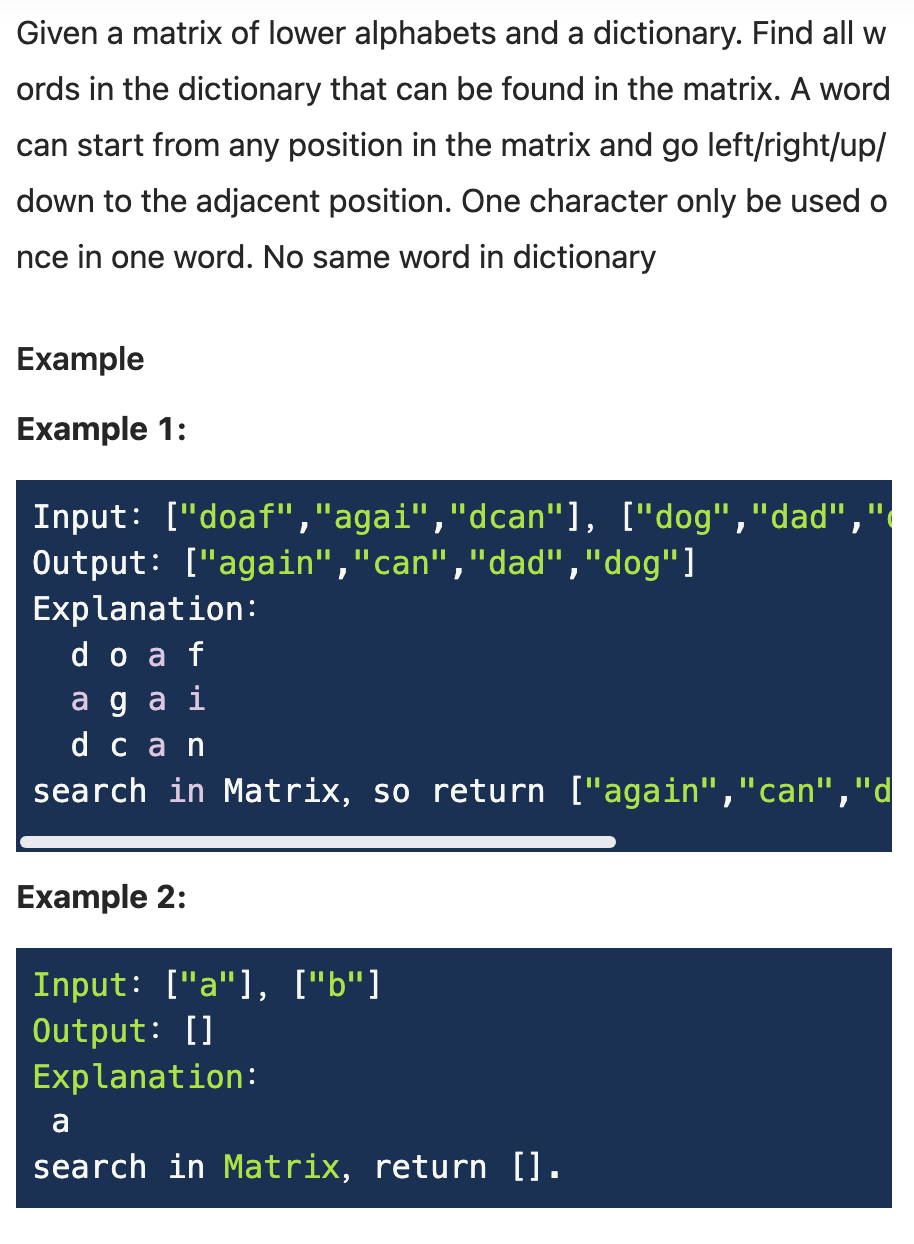 Given a matrix of lower alphabets and a dictionary. Find all w
ords in the dictionary that can be found in the matrix. A word
can start from any position in the matrix and go left/right/up/
down to the adjacent position. One character only be used o
nce in one word. No same word in dictionary
Example
Example 1:
Input: ["doaf","agai","dcan"], ["dog","dad","
Output: ["again","can","dad","dog"]
Explanation:
d o a f
a g a i
d c a n
search in Matrix, so return ["again","can","d
Example 2:
Input: ["a"], ["b"]
Output: []
Explanation:
a
search in Matrix, return [].